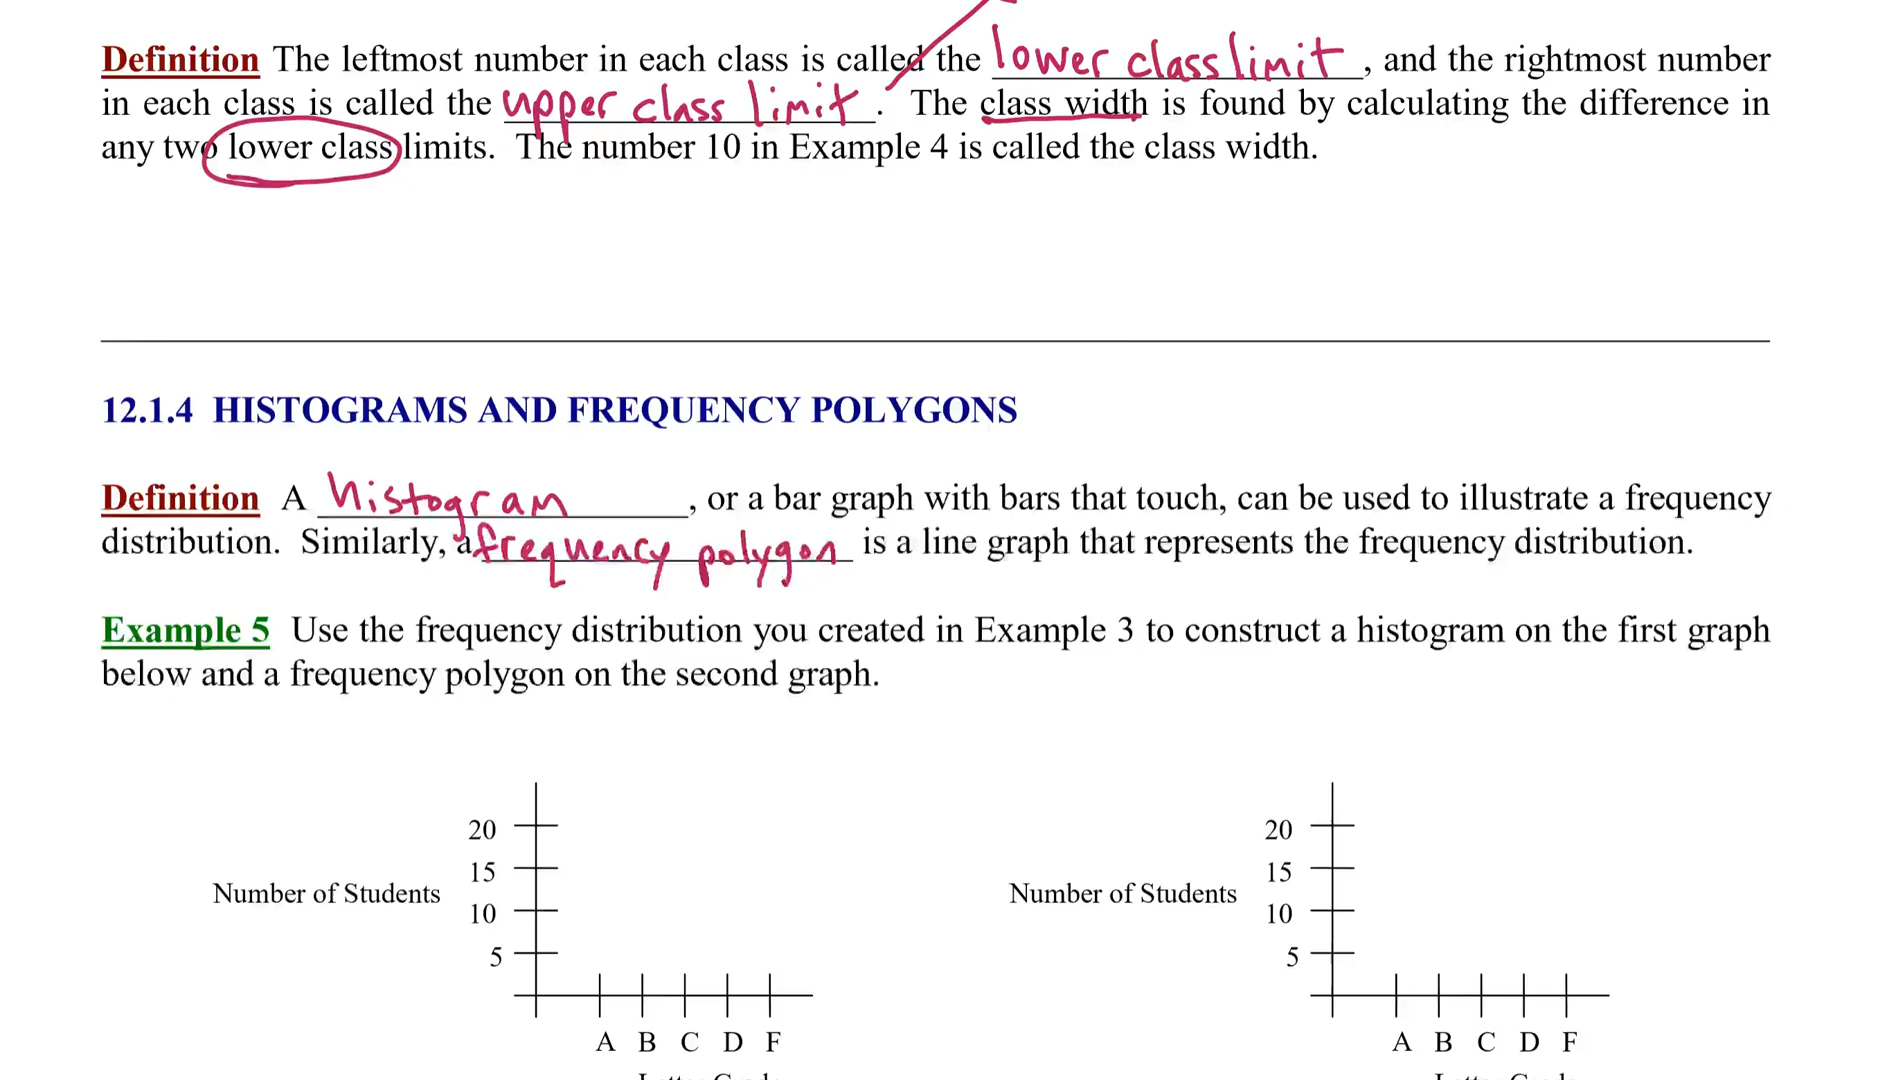 Definition The leftmost number in each class is called the lower class limit, and the rightmost number
in each class is called the upper class limit. The class width is found by calculating the difference in
any two lower class limits. The number 10 in Example 4 is called the class width.
12.1.4 HISTOGRAMS AND FREQUENCY POLYGONS
Definition A histogram, or a bar graph with bars that touch, can be used to illustrate a frequency
distribution. Similarly, a frequency polygon is a line graph that represents the frequency distribution.
Example 5 Use the frequency distribution you created in Example 3 to construct a histogram on the first graph
below and a frequency polygon on the second graph.
20
15
Number of Students
10
5
A B C D F
20
15
Number of Students
10
5
A B C D F